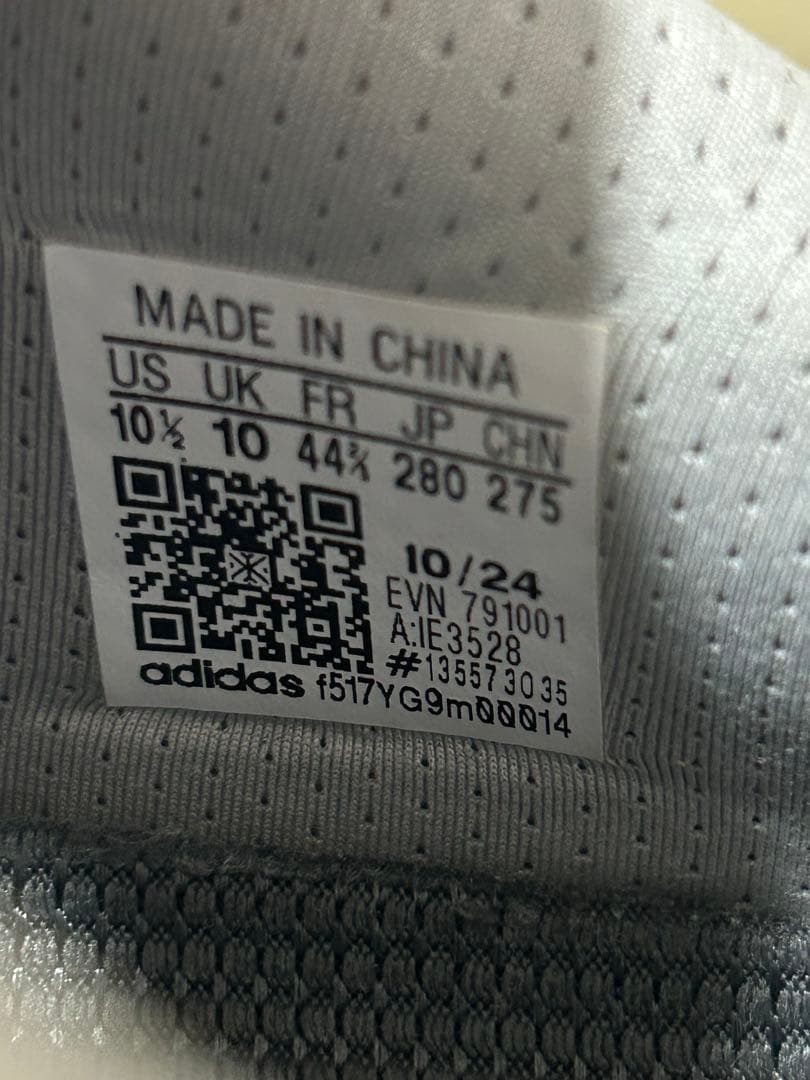 MADE IN CHINA
US UK FR JP CHN
10½ 10 44⅔ 280 275
10/24
EVN 791001
A:IE3528
#135573035
adidas f517YG9m00014